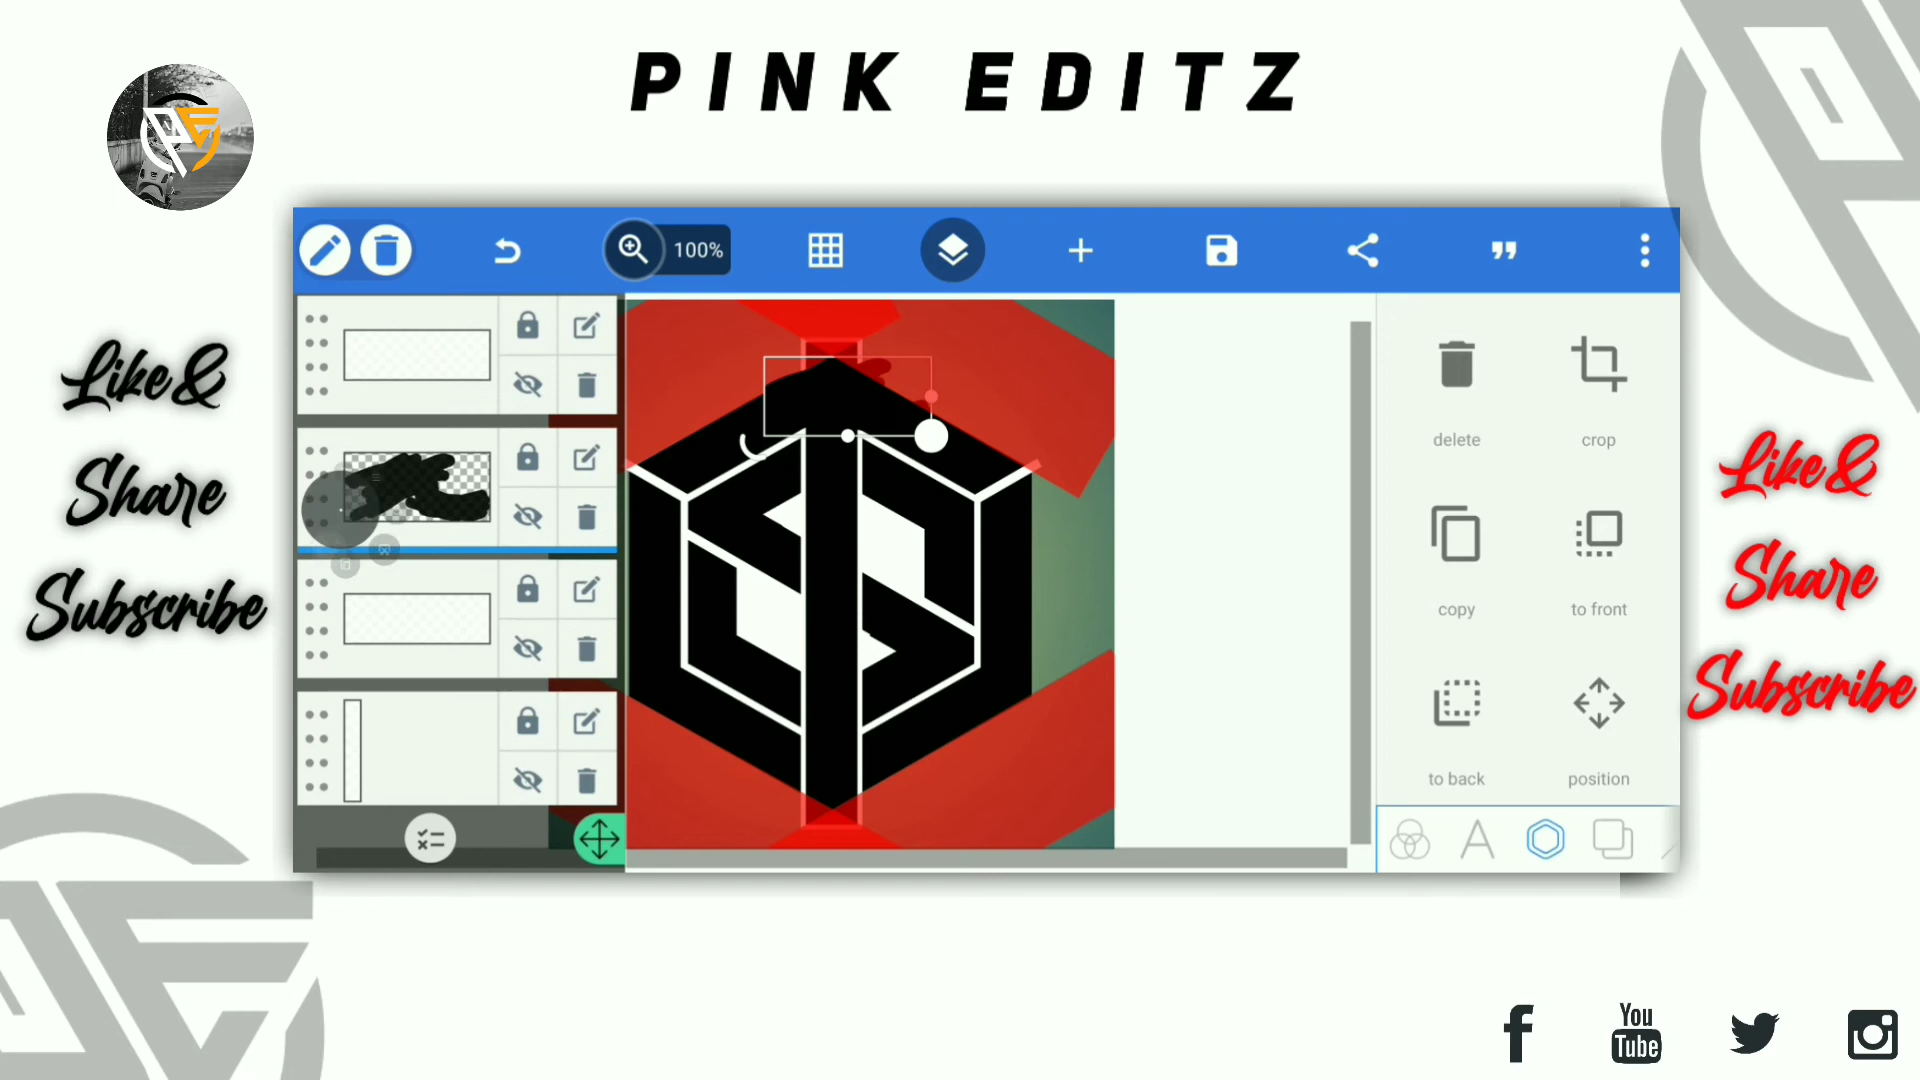 PINK EDITZ
100%
Like&
Share
Subscribe
delete
crop
copy
to front
to back
position
Like&
Share
Subscribe
You
Tube